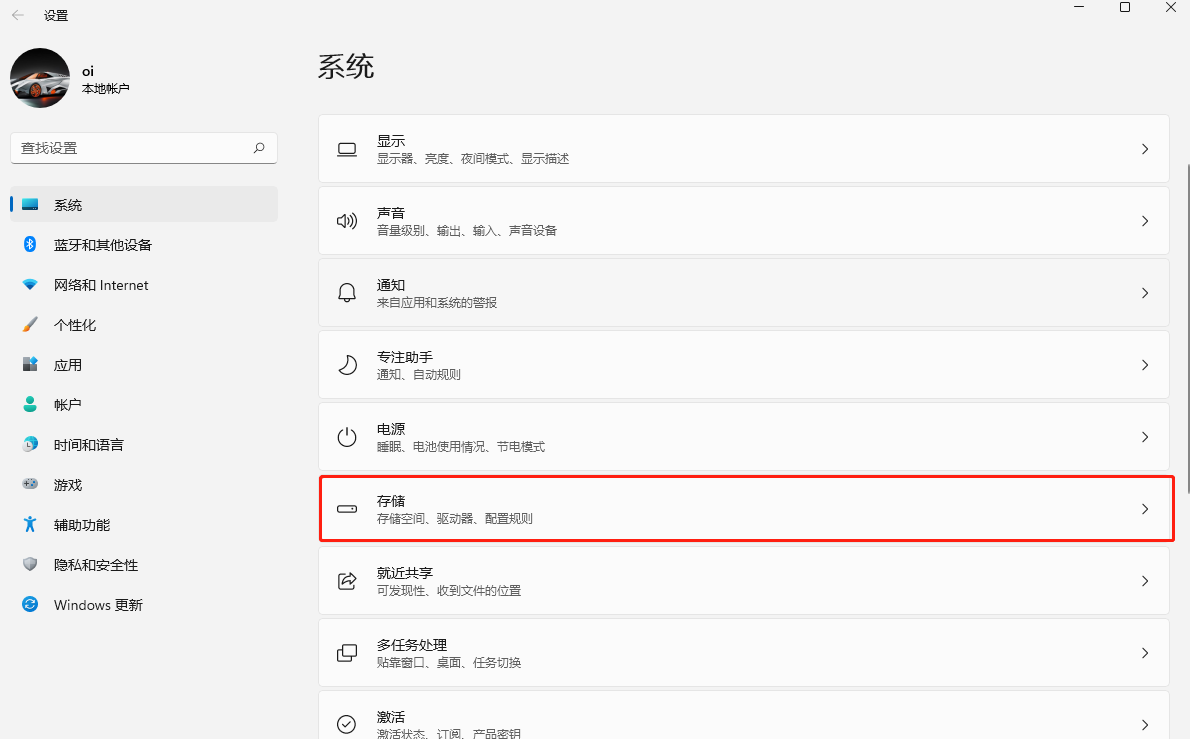 设置
oi
本地帐户
查找设置
系统
蓝牙和其他设备
网络和 Internet
个性化
应用
帐户
时间和语言
游戏
辅助功能
隐私和安全性
Windows 更新
系统
显示
显示器、亮度、夜间模式、显示描述
声音
音量级别、输出、输入、声音设备
通知
来自应用和系统的警报
专注助手
通知、自动规则
电源
睡眠、电池使用情况、节电模式
存储
存储空间、驱动器、配置规则
就近共享
可发现性、收到文件的位置
多任务处理
贴靠窗口、桌面、任务切换
激活
激活状态、订阅、产品密钥